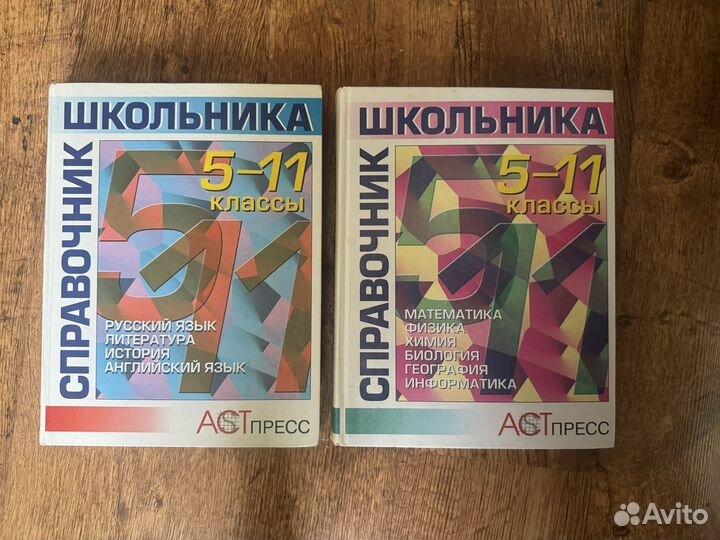 СПРАВОЧНИК
ШКОЛЬНИКА
5–11
классы
РУССКИЙ ЯЗЫК
ЛИТЕРАТУРА
ИСТОРИЯ
АНГЛИЙСКИЙ ЯЗЫК
АСТ ПРЕСС
СПРАВОЧНИК
ШКОЛЬНИКА
5–11
классы
МАТЕМАТИКА
ФИЗИКА
ХИМИЯ
БИОЛОГИЯ
ГЕОГРАФИЯ
ИНФОРМАТИКА
АСТ ПРЕСС
Avito